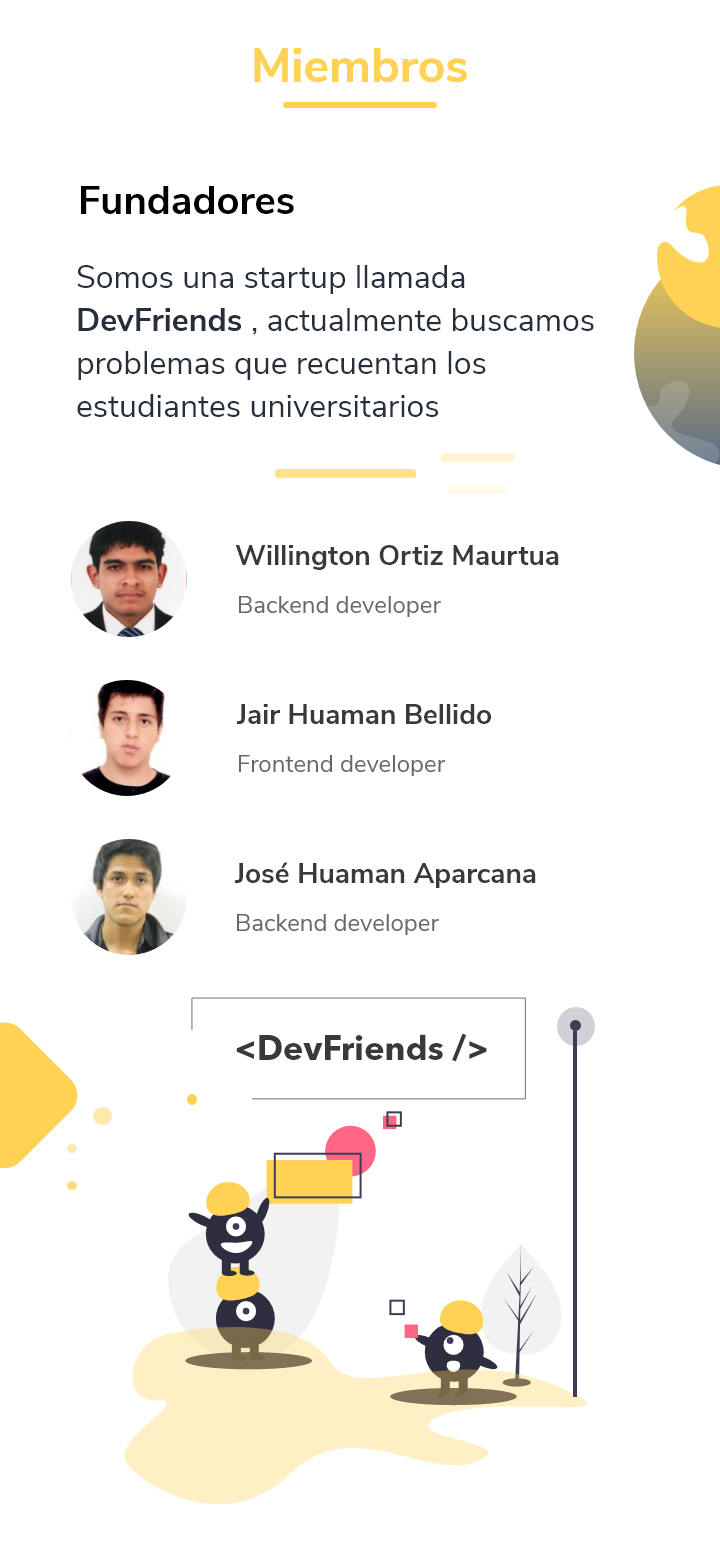 Miembros
Fundadores
Somos una startup llamada
DevFriends , actualmente buscamos
problemas que recuentan los
estudiantes universitarios
Willington Ortiz Maurtua
Backend developer
Jair Huaman Bellido
Frontend developer
José Huaman Aparcana
Backend developer
<DevFriends />